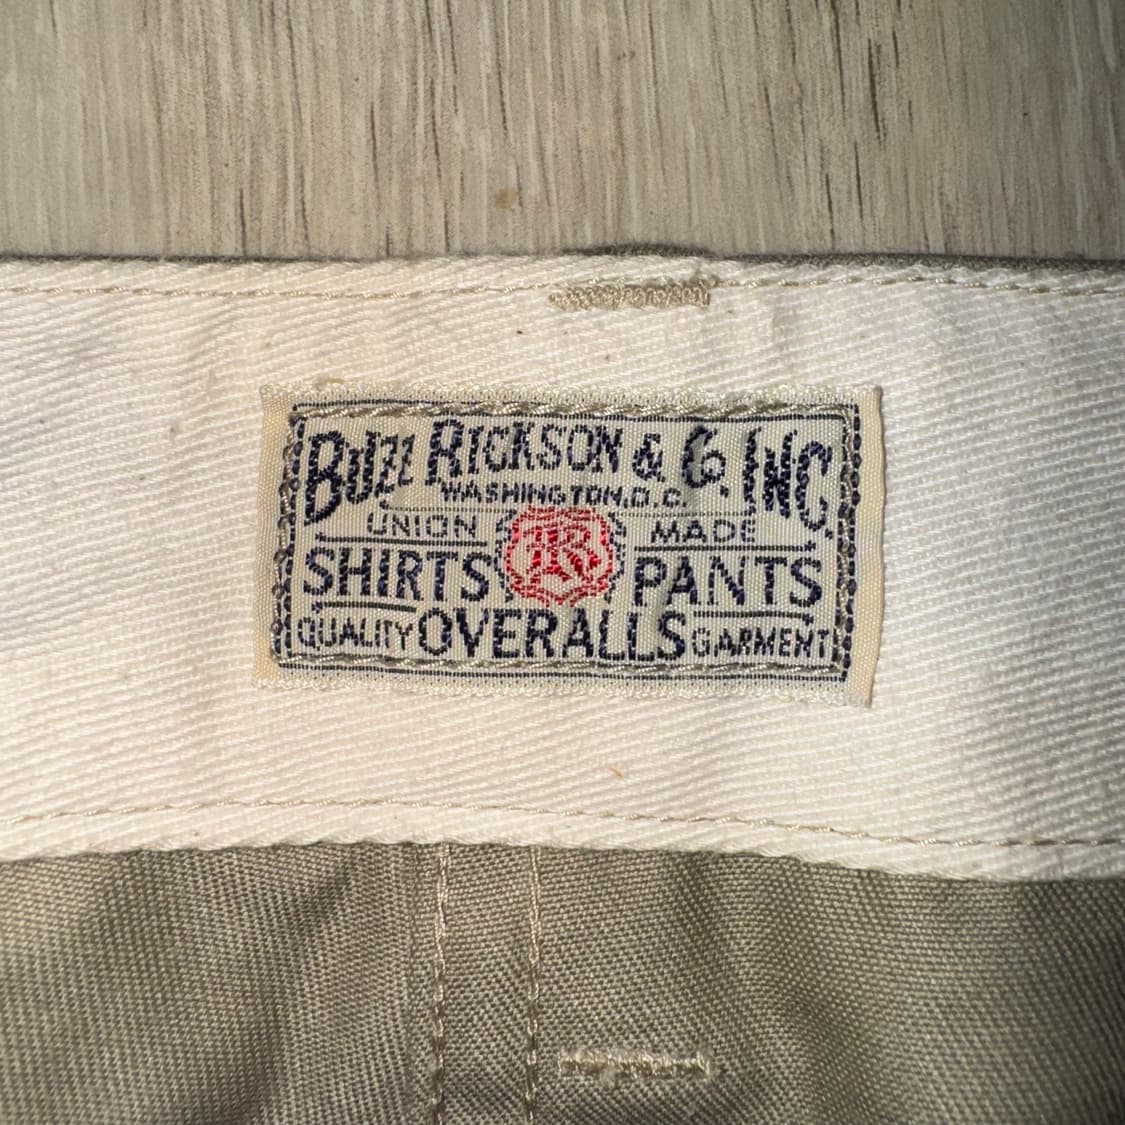 BUZZ RICKSON & Co. INC.
WASHINGTON.D.C.
UNION MADE
R
SHIRTS PANTS
QUALITY OVERALLS GARMENT